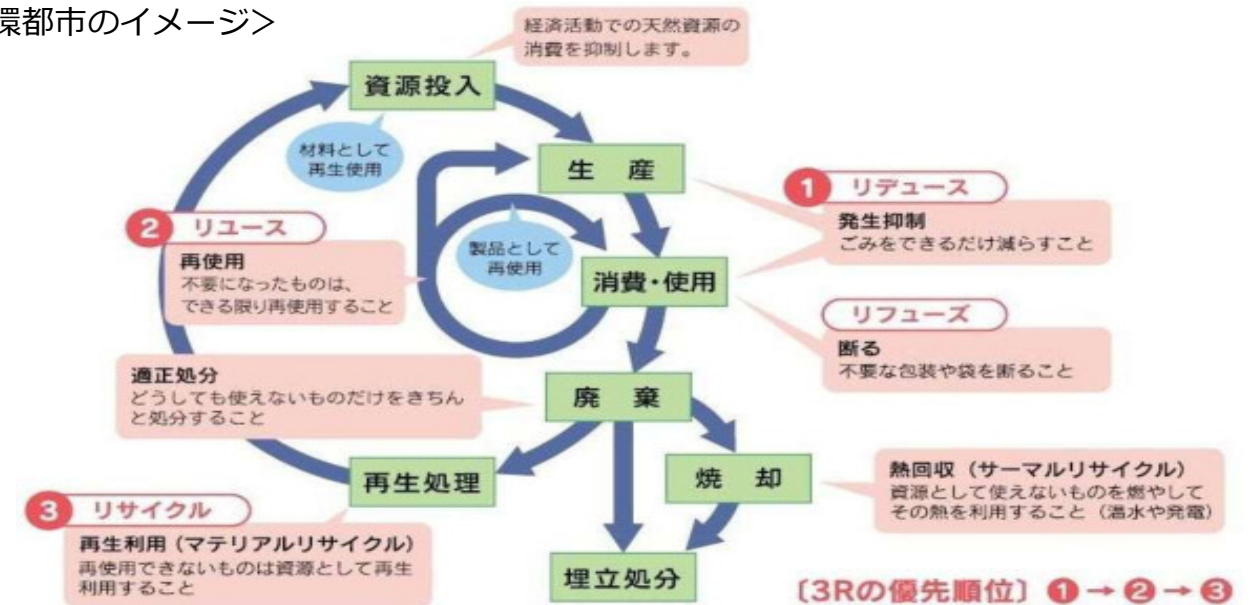 環都市のイメージ>
経済活動での天然資源の
消費を抑制します。
資源投入
材料として
再生使用
生 産
1 リデュース
発生抑制
ごみをできるだけ減らすこと
2 リユース
再使用
不要になったものは、
できる限り再使用すること
製品として
再使用
消費・使用
リフューズ
断る
不要な包装や袋を断ること
適正処分
どうしても使えないものだけをきちん
と処分すること
廃 棄
再生処理
焼 却
熱回収（サーマルリサイクル）
資源として使えないものを燃やして
その熱を利用すること（温水や発電）
3 リサイクル
再生利用（マテリアルリサイクル）
再使用できないものは資源として再生
利用すること
埋立処分
〔3Rの優先順位〕❶→❷→❸